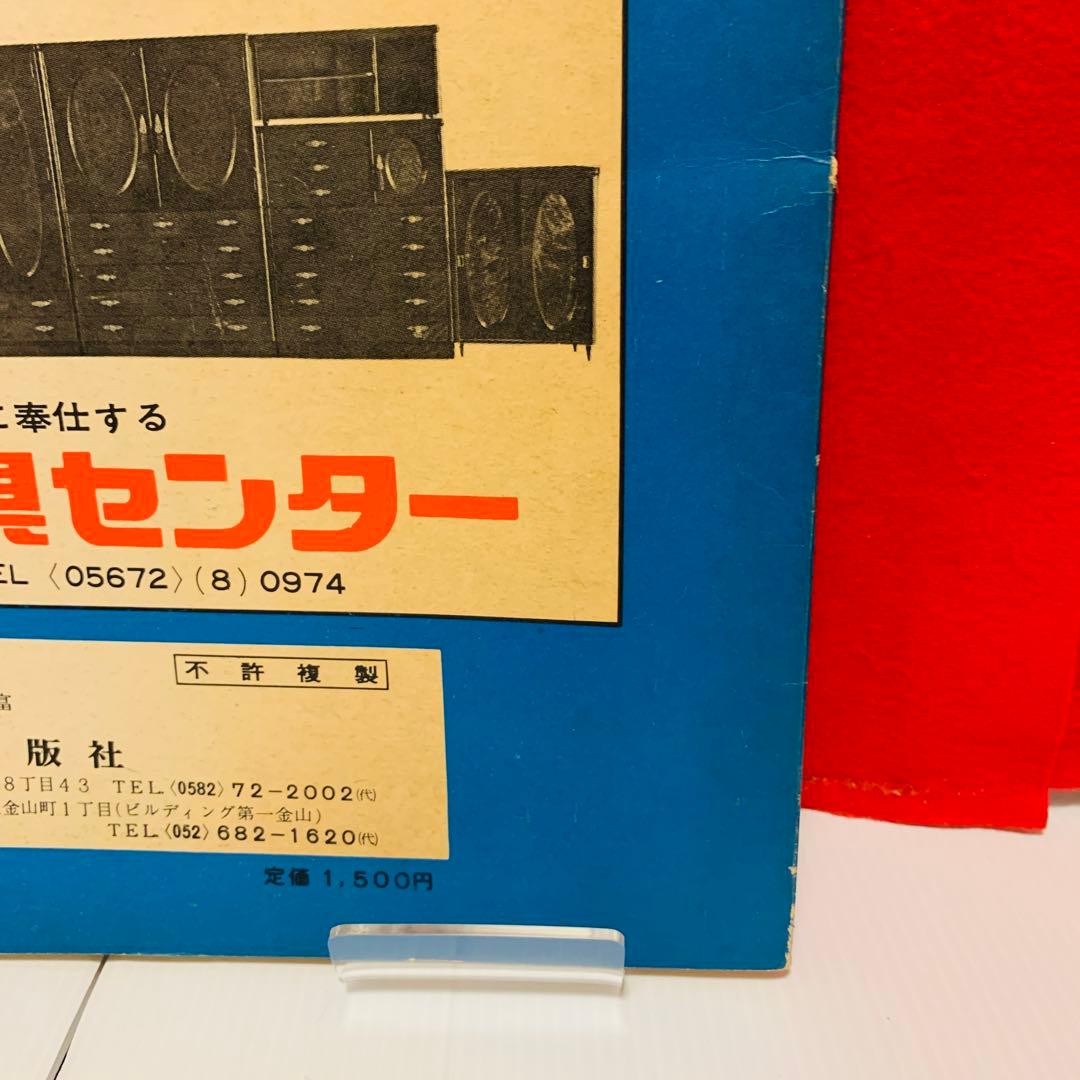 に奉仕する
具センター
TEL〈05672〉(8)0974
不許複製
富
版社
8丁目43 TEL〈0582〉72-2002(代)
金山町1丁目(ビルディング第一金山)
TEL〈052〉682-1620(代)
定価 1,500円